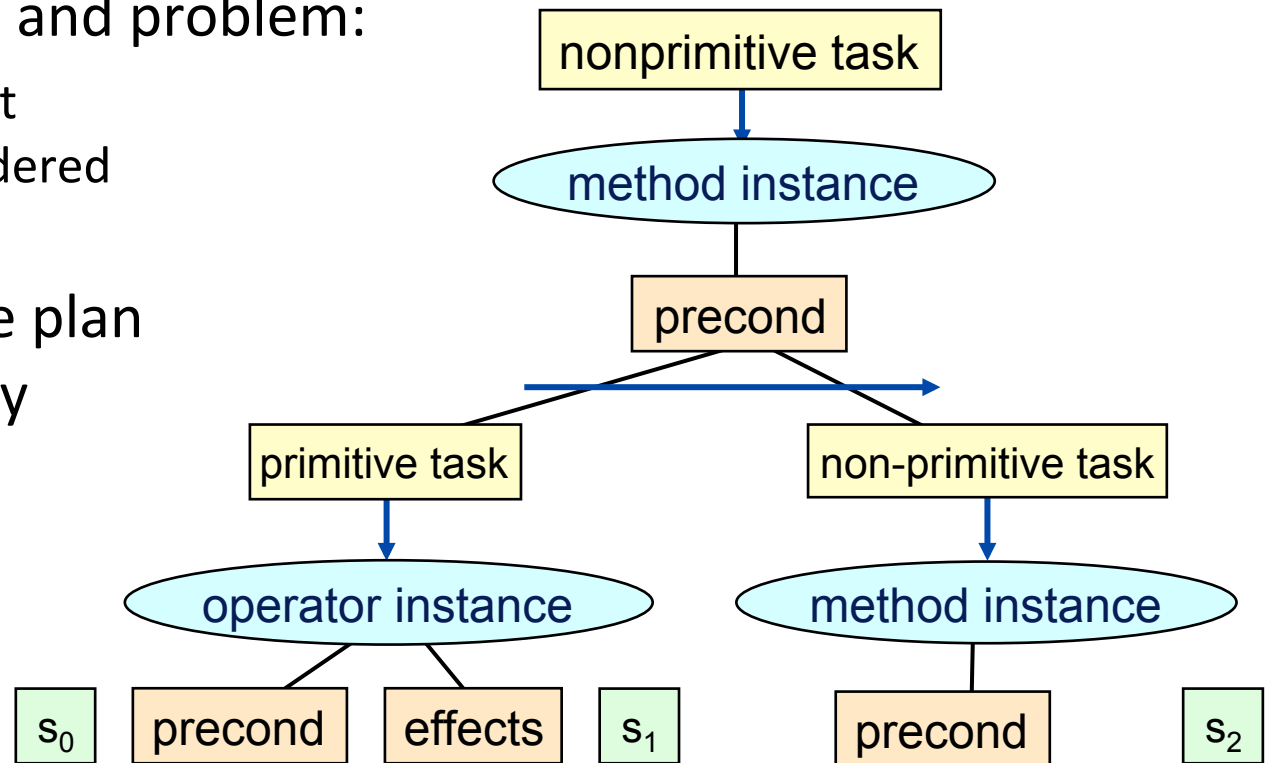 and problem:
t
dered
e plan
y
nonprimitive task
method instance
precond
primitive task
non-primitive task
operator instance
method instance
s₀
precond
effects
s₁
precond
s₂